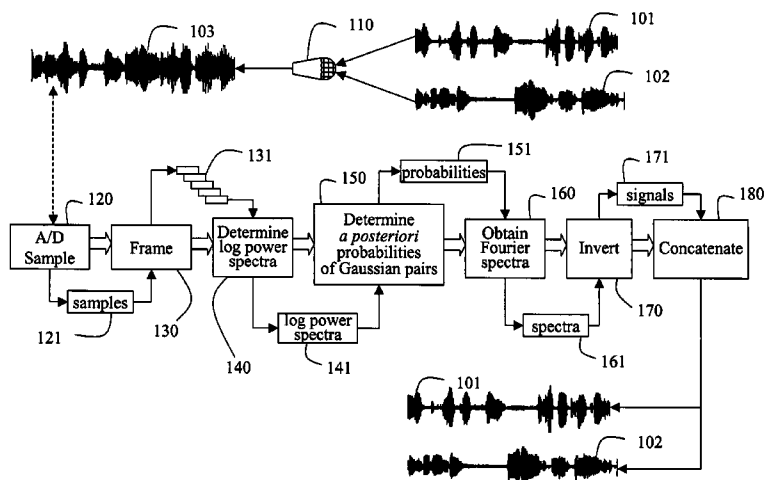 103
110
101
102
131
151
171
120
150
160
180
probabilities
signals
A/D
Sample
Frame
Determine
log power
spectra
Determine
a posteriori
probabilities
of Gaussian pairs
Obtain
Fourier
spectra
Invert
Concatenate
samples
log power
spectra
spectra
121
130
140
141
161
170
101
102